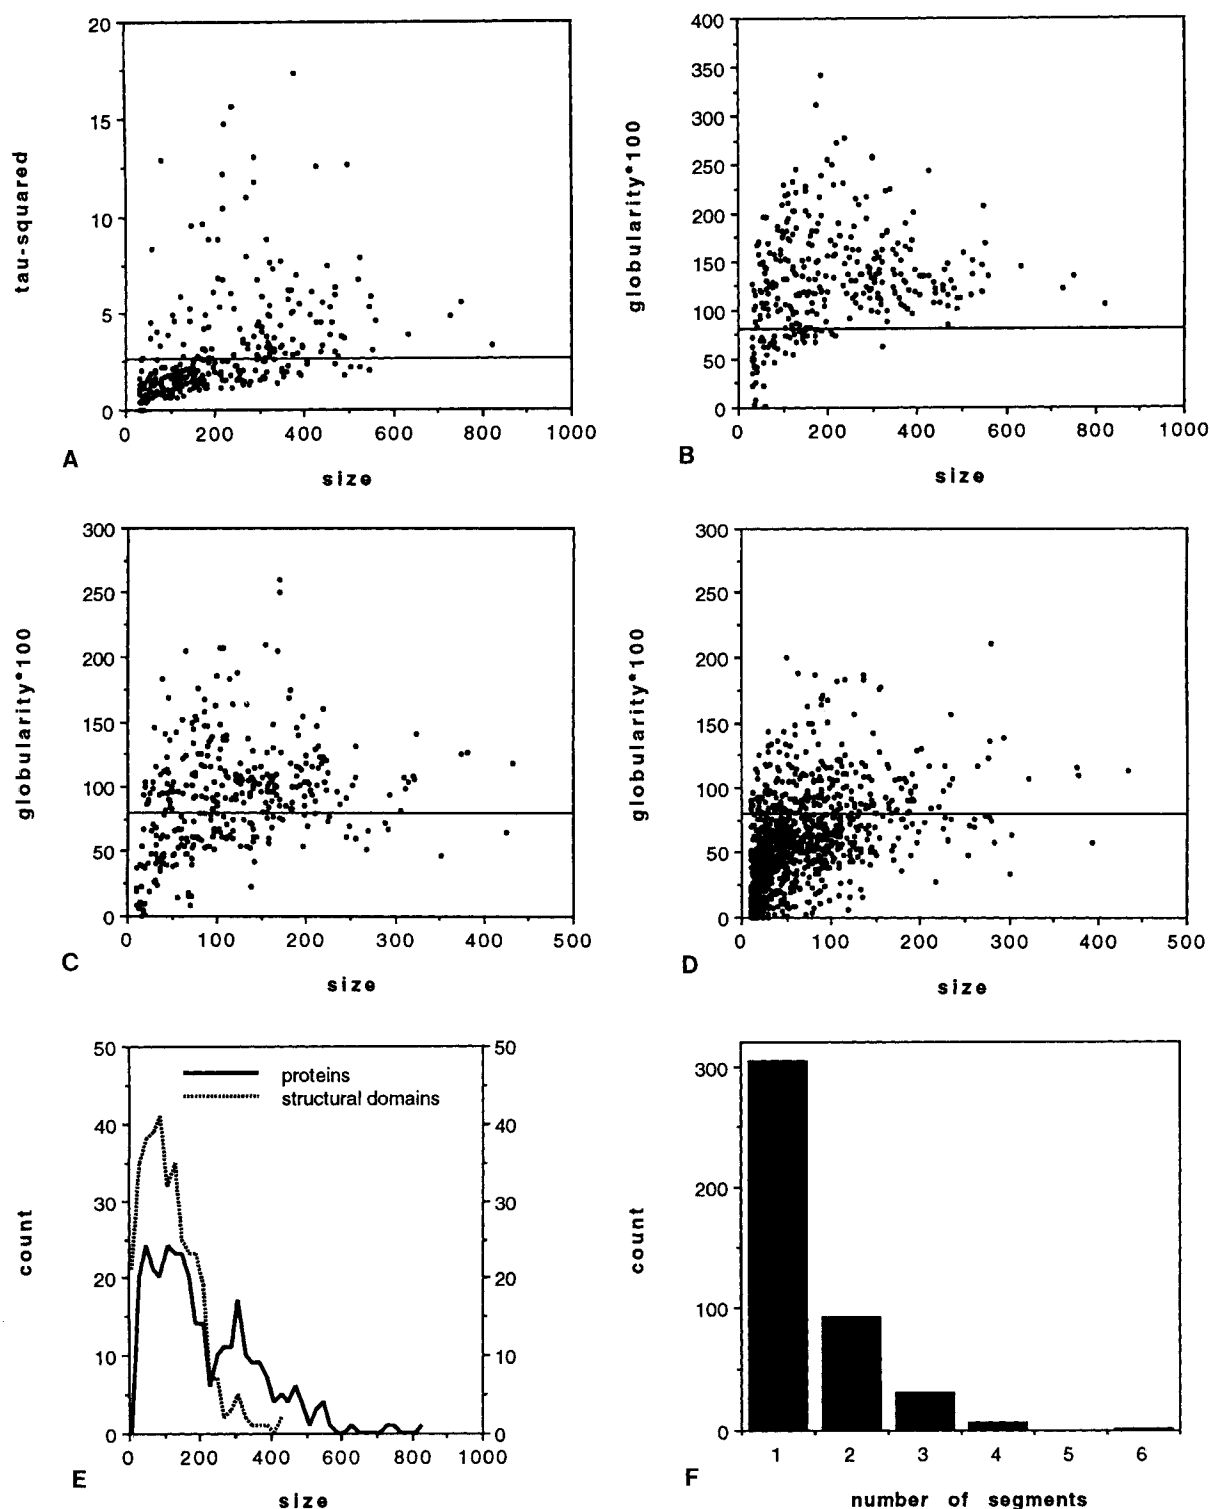 20
15
10
5
0
tau-squared
0 200 400 600 800 1000
A
size
400
350
300
250
200
150
100
50
0
globularity*100
0 200 400 600 800 1000
B
size
300
250
200
150
100
50
0
globularity*100
0 100 200 300 400 500
C
size
300
250
200
150
100
50
0
globularity*100
0 100 200 300 400 500
D
size
50
40
30
20
10
0
count
proteins
structural domains
50
40
30
20
10
0
0 200 400 600 800 1000
E
size
300
200
100
0
count
1 2 3 4 5 6
F
number of segments